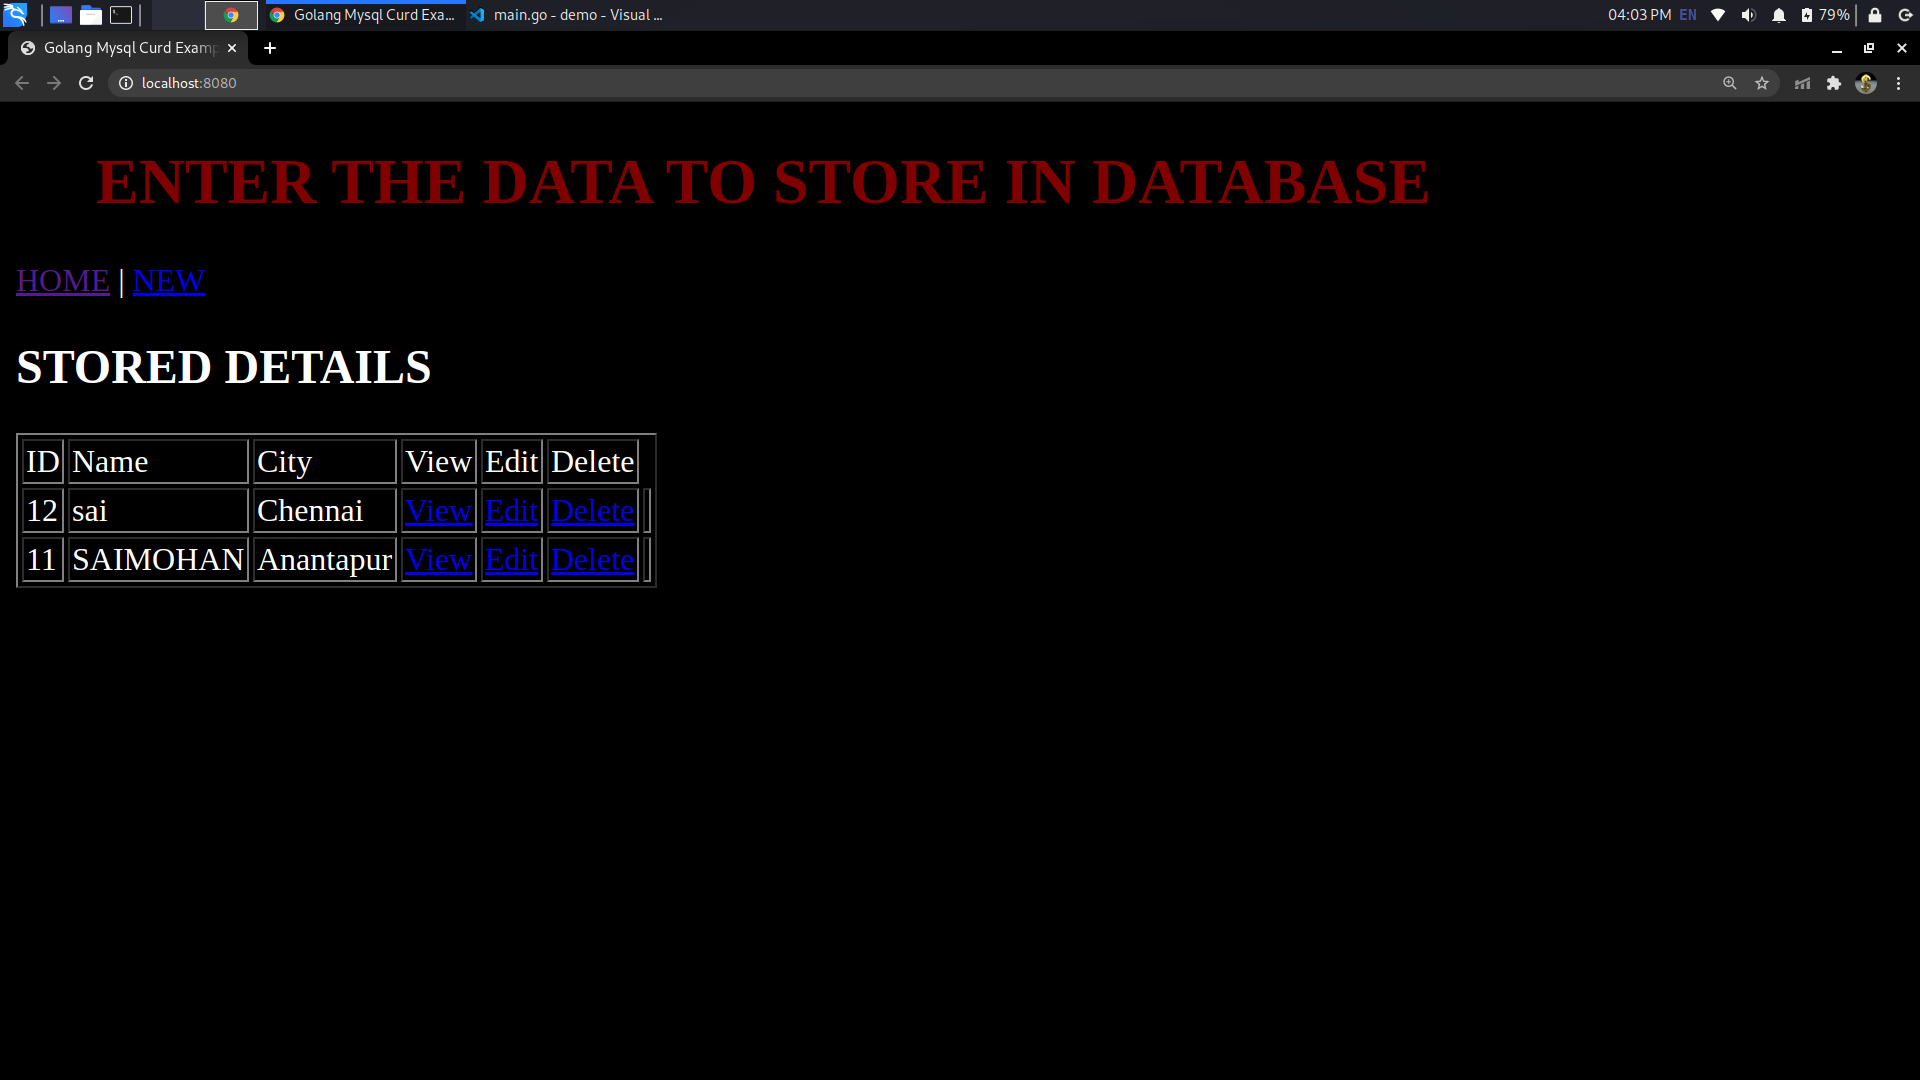 Golang Mysql Curd Exa... main.go - demo - Visual ... 04:03 PM EN 79%
Golang Mysql Curd Examp
localhost:8080
ENTER THE DATA TO STORE IN DATABASE
HOME | NEW
STORED DETAILS
ID Name City View Edit Delete
12 sai Chennai View Edit Delete
11 SAIMOHAN Anantapur View Edit Delete